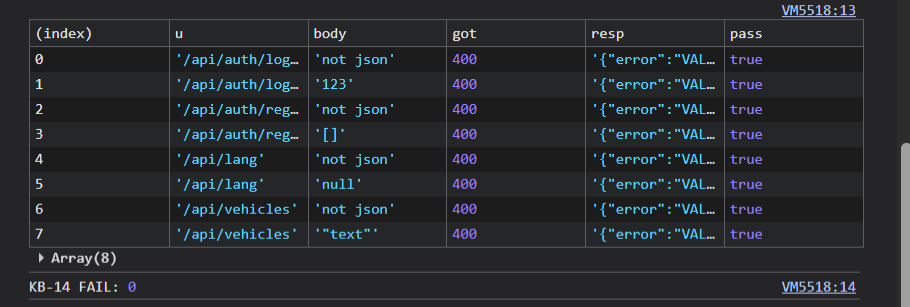 VM5518:13
(index) u body got resp pass
0 '/api/auth/log… 'not json' 400 '{"error":"VAL… true
1 '/api/auth/log… '123' 400 '{"error":"VAL… true
2 '/api/auth/reg… 'not json' 400 '{"error":"VAL… true
3 '/api/auth/reg… '[]' 400 '{"error":"VAL… true
4 '/api/lang' 'not json' 400 '{"error":"VAL… true
5 '/api/lang' 'null' 400 '{"error":"VAL… true
6 '/api/vehicles' 'not json' 400 '{"error":"VAL… true
7 '/api/vehicles' '"text"' 400 '{"error":"VAL… true
Array(8)
KB-14 FAIL: 0 VM5518:14